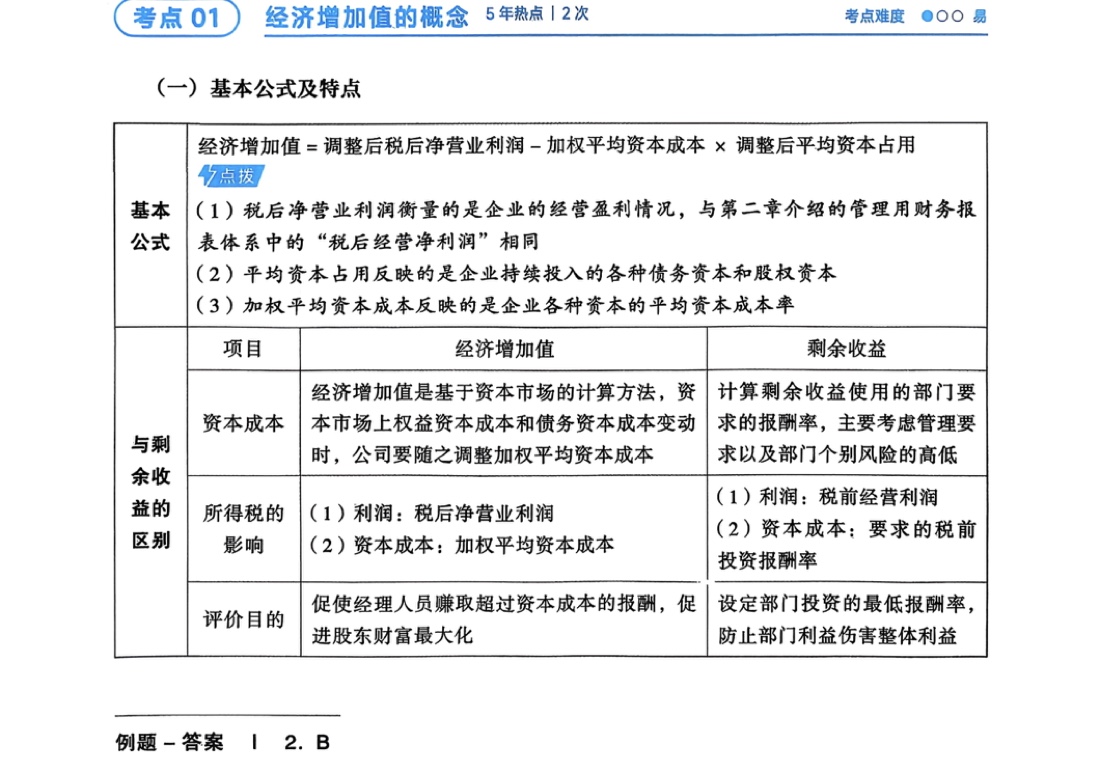 考点 01 经济增加值的概念 5年热点 | 2次 考点难度 易
（一）基本公式及特点
基本
公式
经济增加值 = 调整后税后净营业利润 - 加权平均资本成本 × 调整后平均资本占用
点拨
（1）税后净营业利润衡量的是企业的经营盈利情况，与第二章介绍的管理用财务报
表体系中的“税后经营净利润”相同
（2）平均资本占用反映的是企业持续投入的各种债务资本和股权资本
（3）加权平均资本成本反映的是企业各种资本的平均资本成本率
与剩
余收
益的
区别
项目
经济增加值
剩余收益
资本成本
经济增加值是基于资本市场的计算方法，资
本市场上权益资本成本和债务资本成本变动
时，公司要随之调整加权平均资本成本
计算剩余收益使用的部门要
求的报酬率，主要考虑管理要
求以及部门个别风险的高低
所得税的
影响
（1）利润：税后净营业利润
（2）资本成本：加权平均资本成本
（1）利润：税前经营利润
（2）资本成本：要求的税前
投资报酬率
评价目的
促使经理人员赚取超过资本成本的报酬，促
进股东财富最大化
设定部门投资的最低报酬率，
防止部门利益伤害整体利益
例题 - 答案 | 2. B